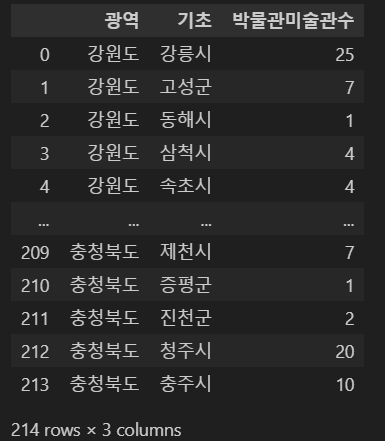 광역 기초 박물관미술관수
0 강원도 강릉시 25
1 강원도 고성군 7
2 강원도 동해시 1
3 강원도 삼척시 4
4 강원도 속초시 4
... ... ... ...
209 충청북도 제천시 7
210 충청북도 증평군 1
211 충청북도 진천군 2
212 충청북도 청주시 20
213 충청북도 충주시 10
214 rows × 3 columns